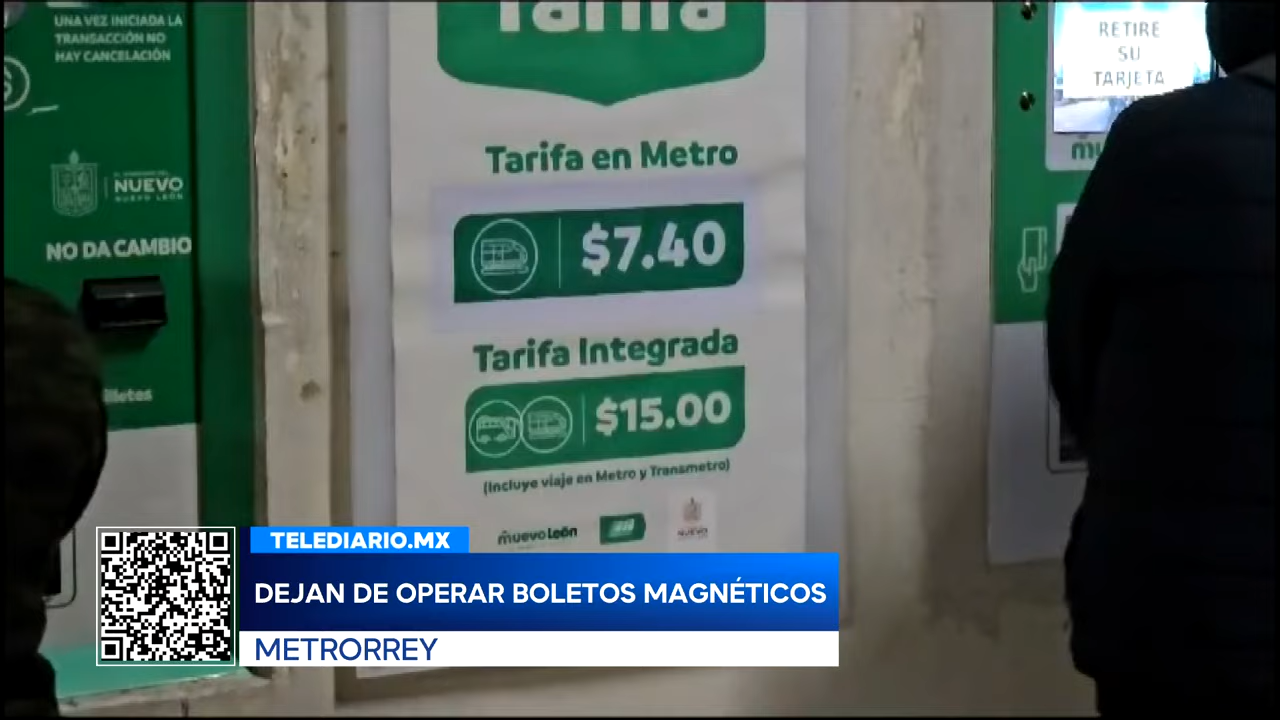 UNA VEZ INICIADA LA
TRANSACCIÓN NO
HAY CANCELACIÓN
NUEVO
NUEVO LEÓN
NO DA CAMBIO
Tarifa
Tarifa en Metro
$7.40
Tarifa Integrada
$15.00
(Incluye viaje en Metro y Transmetro)
muevoLeón
NUEVO
RETIRE
SU
TARJETA
TELEDIARIO.MX
DEJAN DE OPERAR BOLETOS MAGNÉTICOS
METRORREY